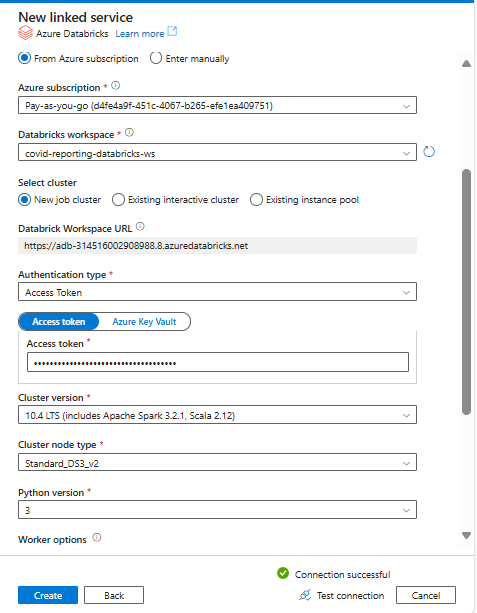 New linked service
Azure Databricks Learn more
From Azure subscription Enter manually
Azure subscription *
Pay-as-you-go (d4fe4a9f-451c-4067-b265-efe1ea409751)
Databricks workspace *
covid-reporting-databricks-ws
Select cluster
New job cluster Existing interactive cluster Existing instance pool
Databrick Workspace URL
https://adb-314516002908988.8.azuredatabricks.net
Authentication type *
Access Token
Access token Azure Key Vault
Access token *
Cluster version *
10.4 LTS (includes Apache Spark 3.2.1, Scala 2.12)
Cluster node type *
Standard_DS3_v2
Python version *
3
Worker options
Connection successful
Create Back Test connection Cancel